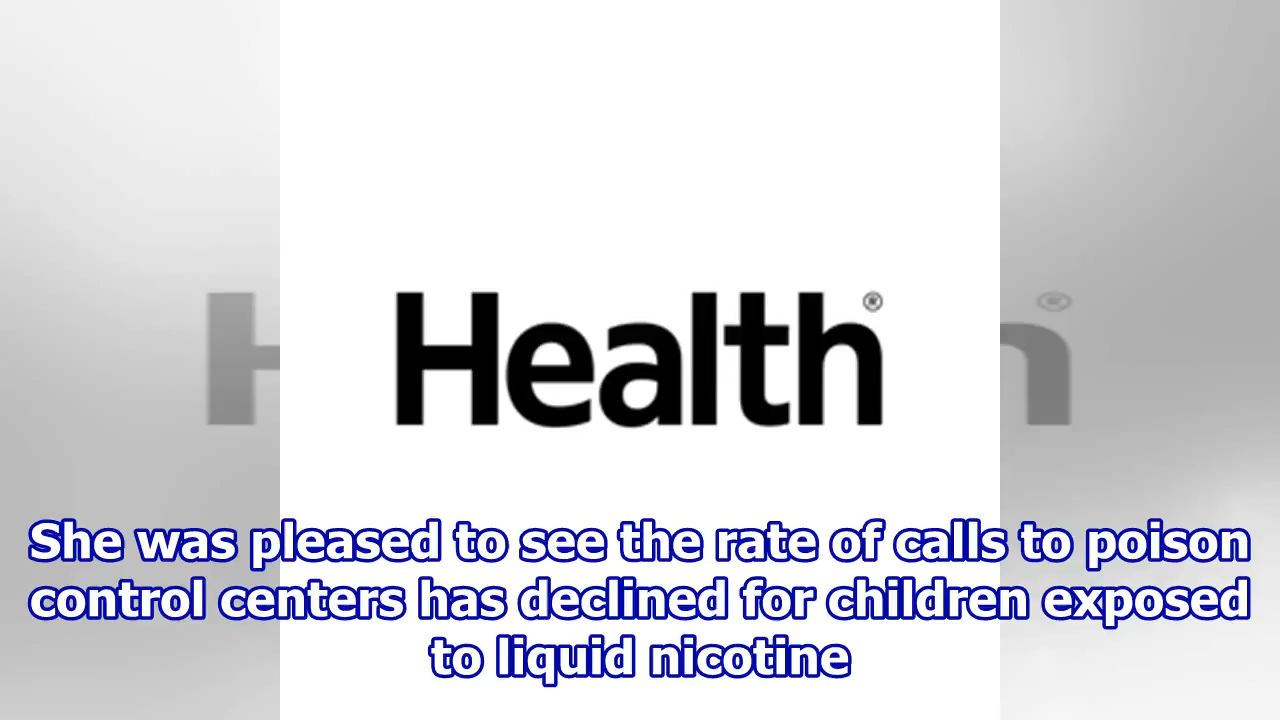 Health®
She was pleased to see the rate of calls to poison
control centers has declined for children exposed
to liquid nicotine